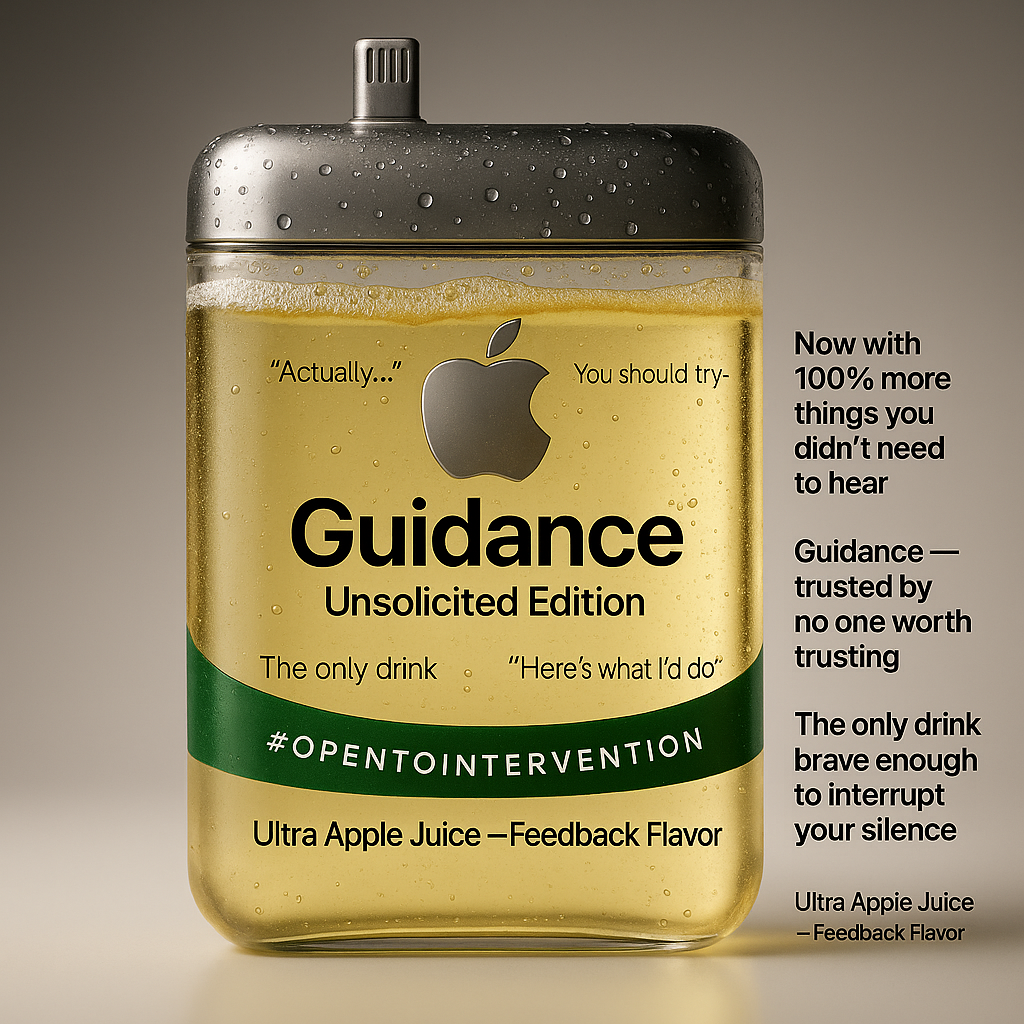 “Actually...”
You should try-
Guidance
Unsolicited Edition
The only drink
“Here’s what I’d do”
#OPENTOINTERVENTION
Ultra Apple Juice –Feedback Flavor
Now with
100% more
things you
didn’t need
to hear
Guidance —
trusted by
no one worth
trusting
The only drink
brave enough
to interrupt
your silence
Ultra Appie Juice
–Feedback Flavor